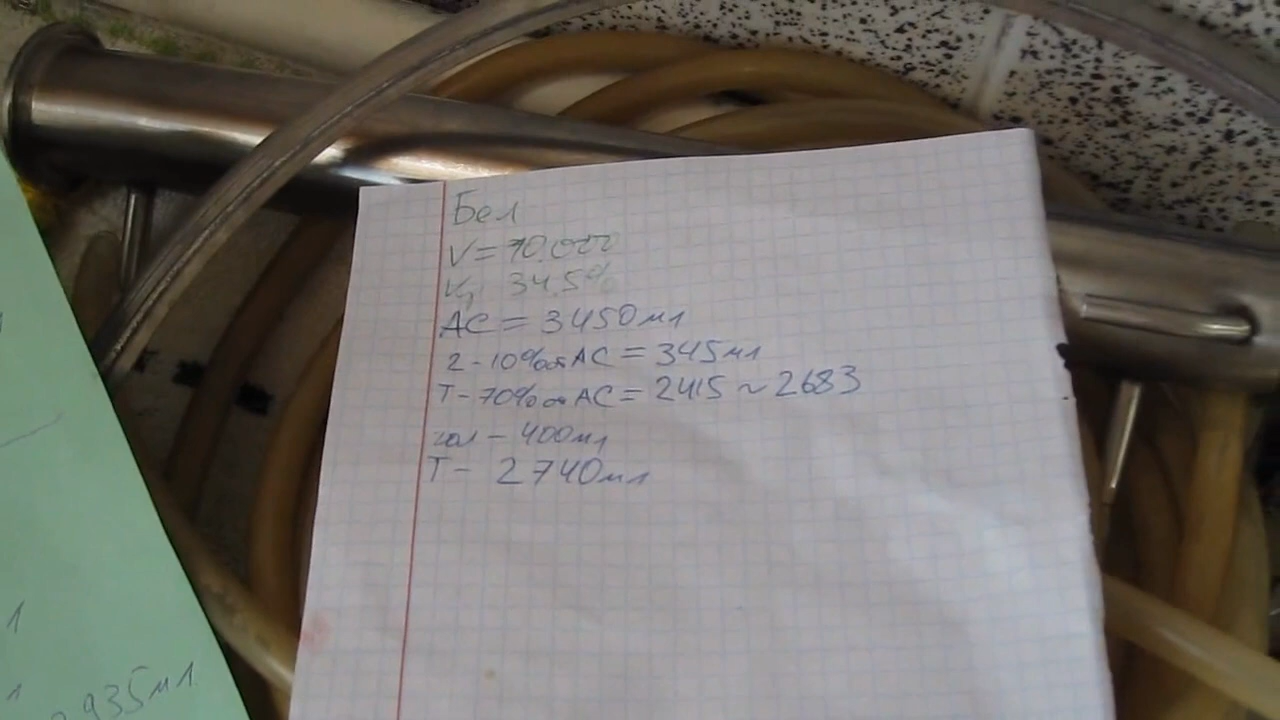 Бел
V = 10.000
Кр 34.5%
АС = 3450мл
г - 10% от АС = 345мл
Т - 70% от АС = 2415 ~ 2683
гол - 400мл
Т - 2740мл
935мл